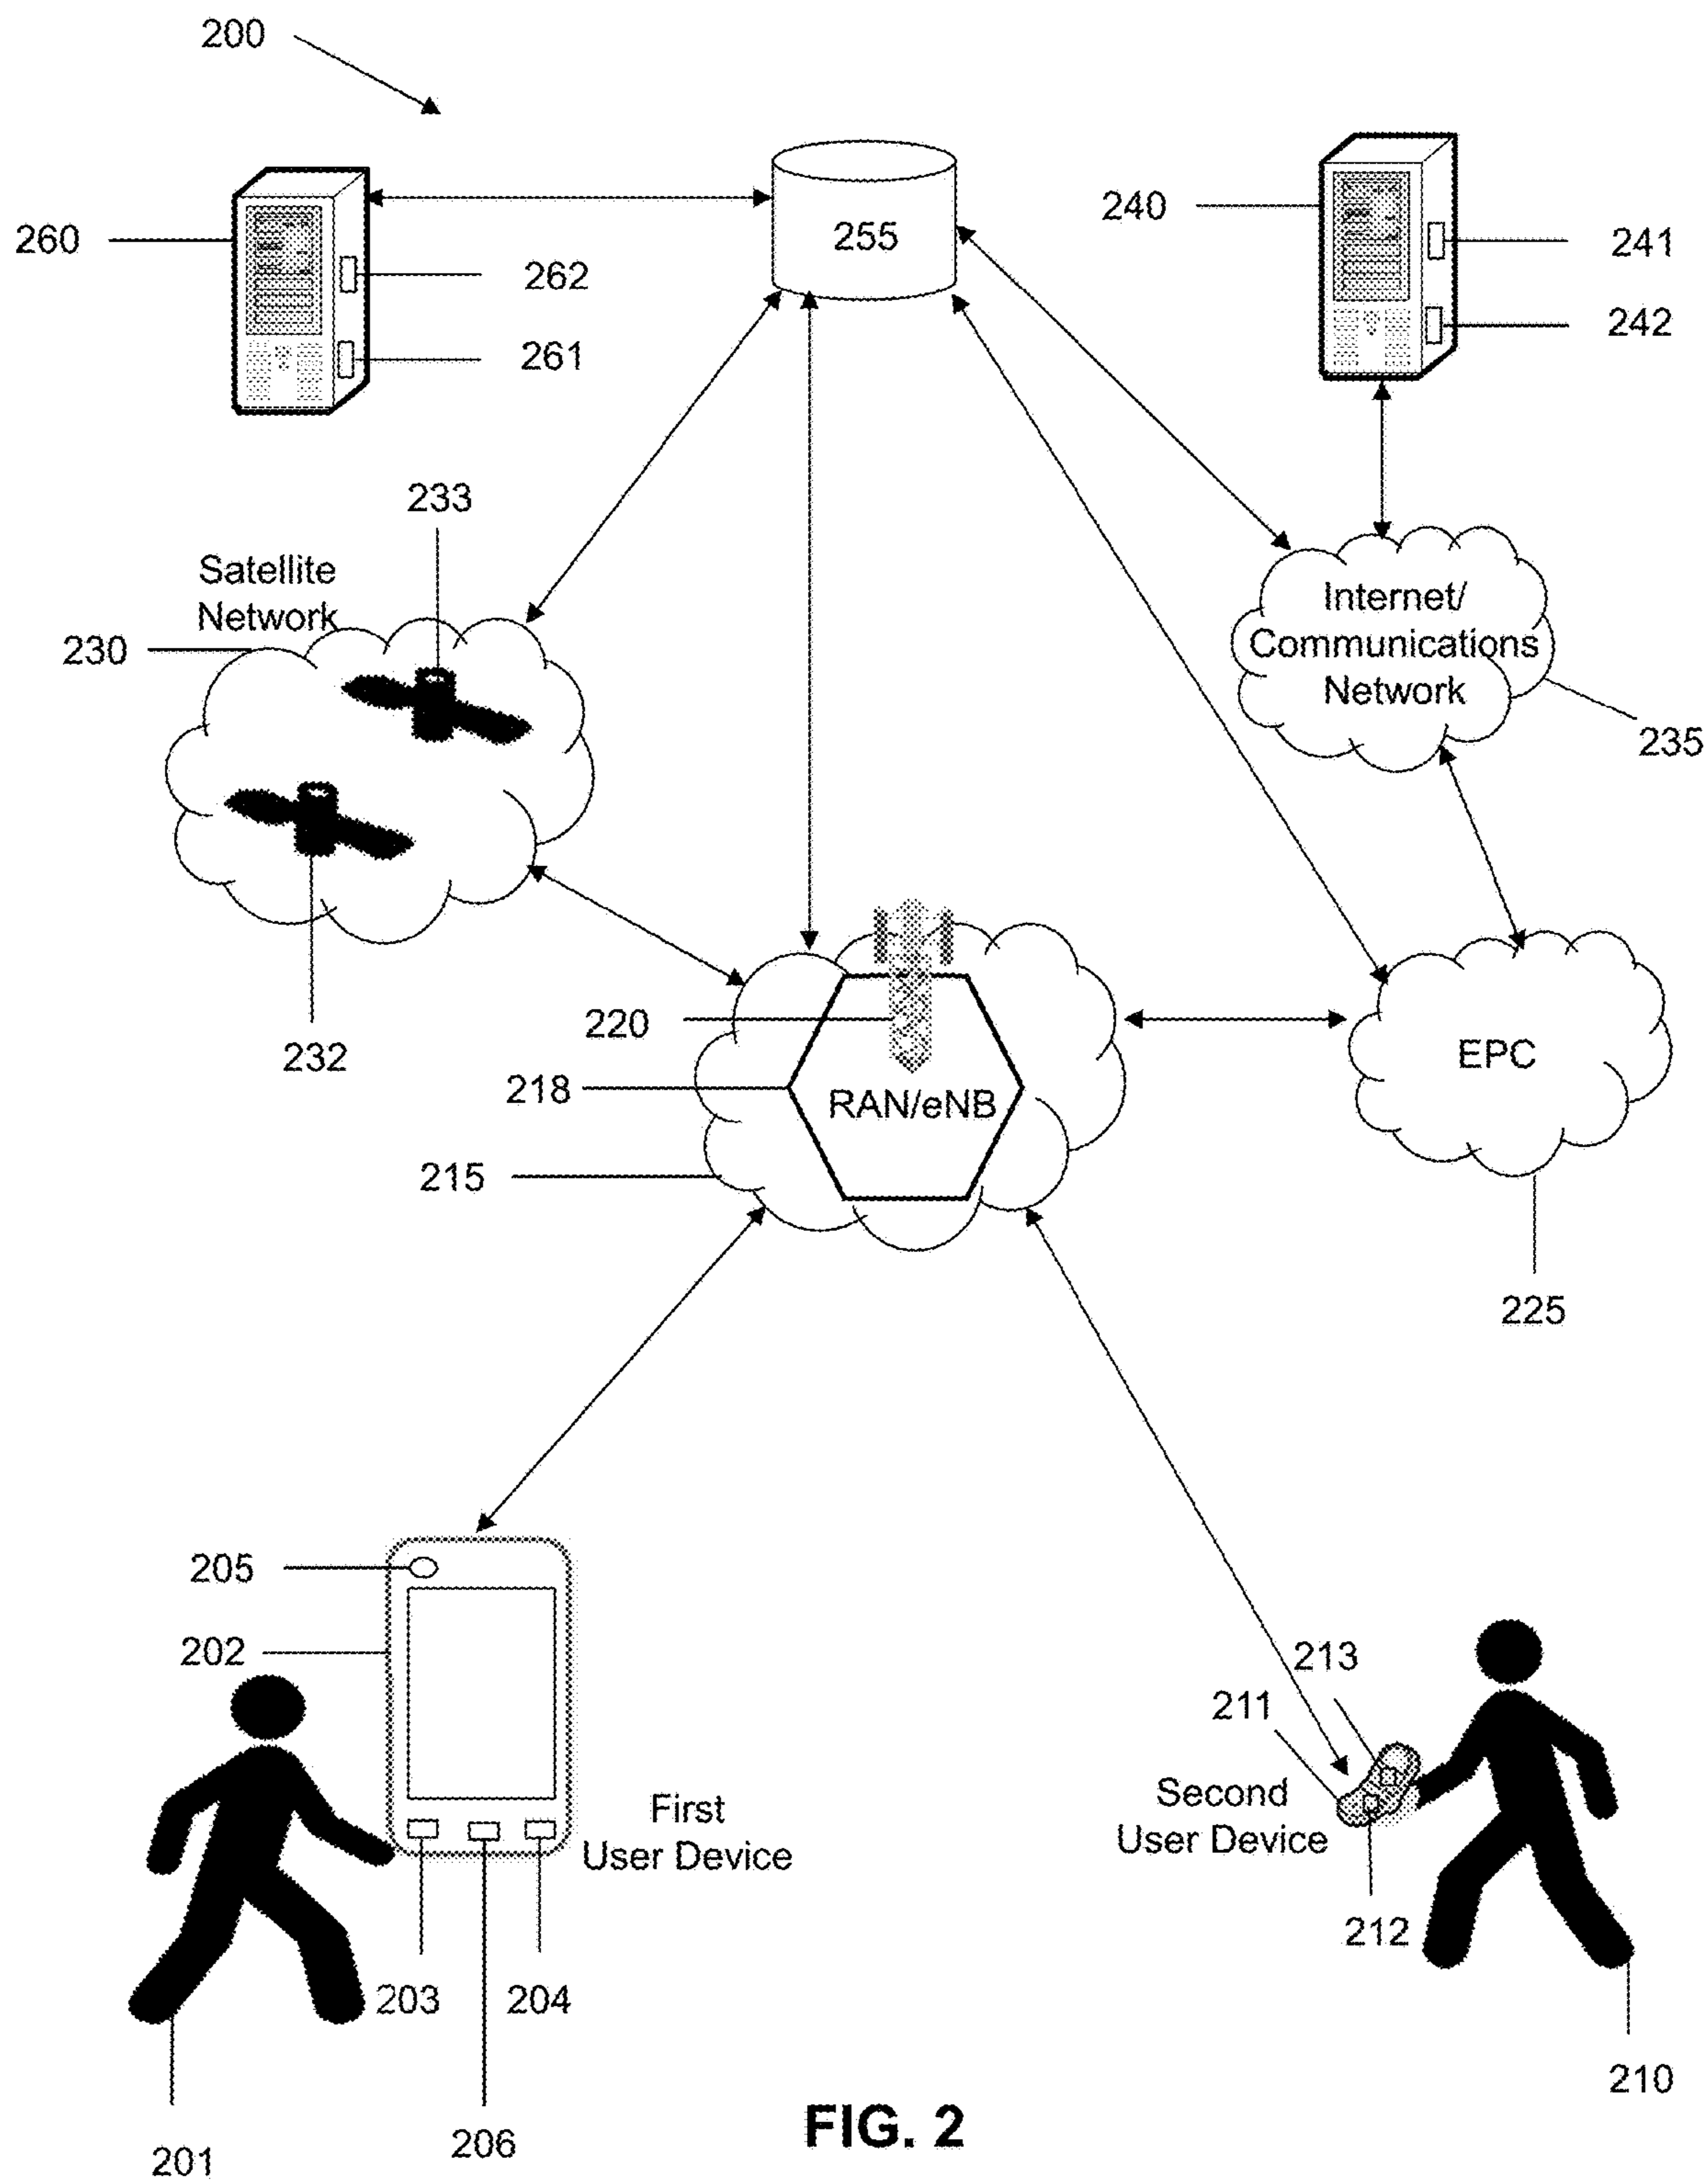 200
255
240
241
260
262
242
261
233
Satellite
Network
230
Internet/
Communications
Network
235
220
232
EPC
218
RAN/eNB
215
225
205
202
213
211
First
User Device
Second
User Device
212
203
204
210
206
201
FIG. 2